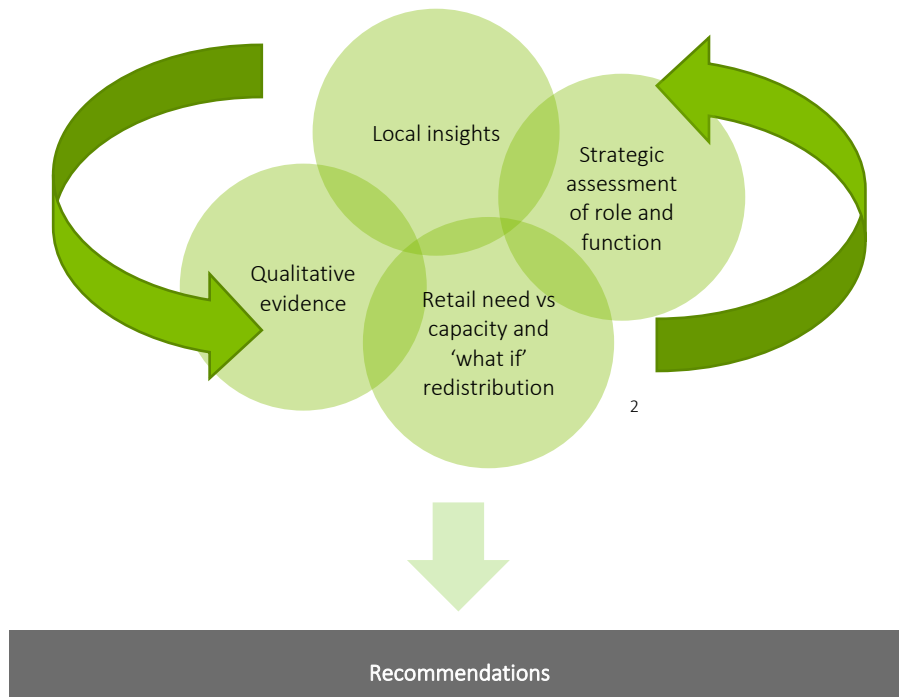 Local insights
Strategic
assessment
of role and
function
Qualitative
evidence
Retail need vs
capacity and
‘what if’
redistribution
2
Recommendations